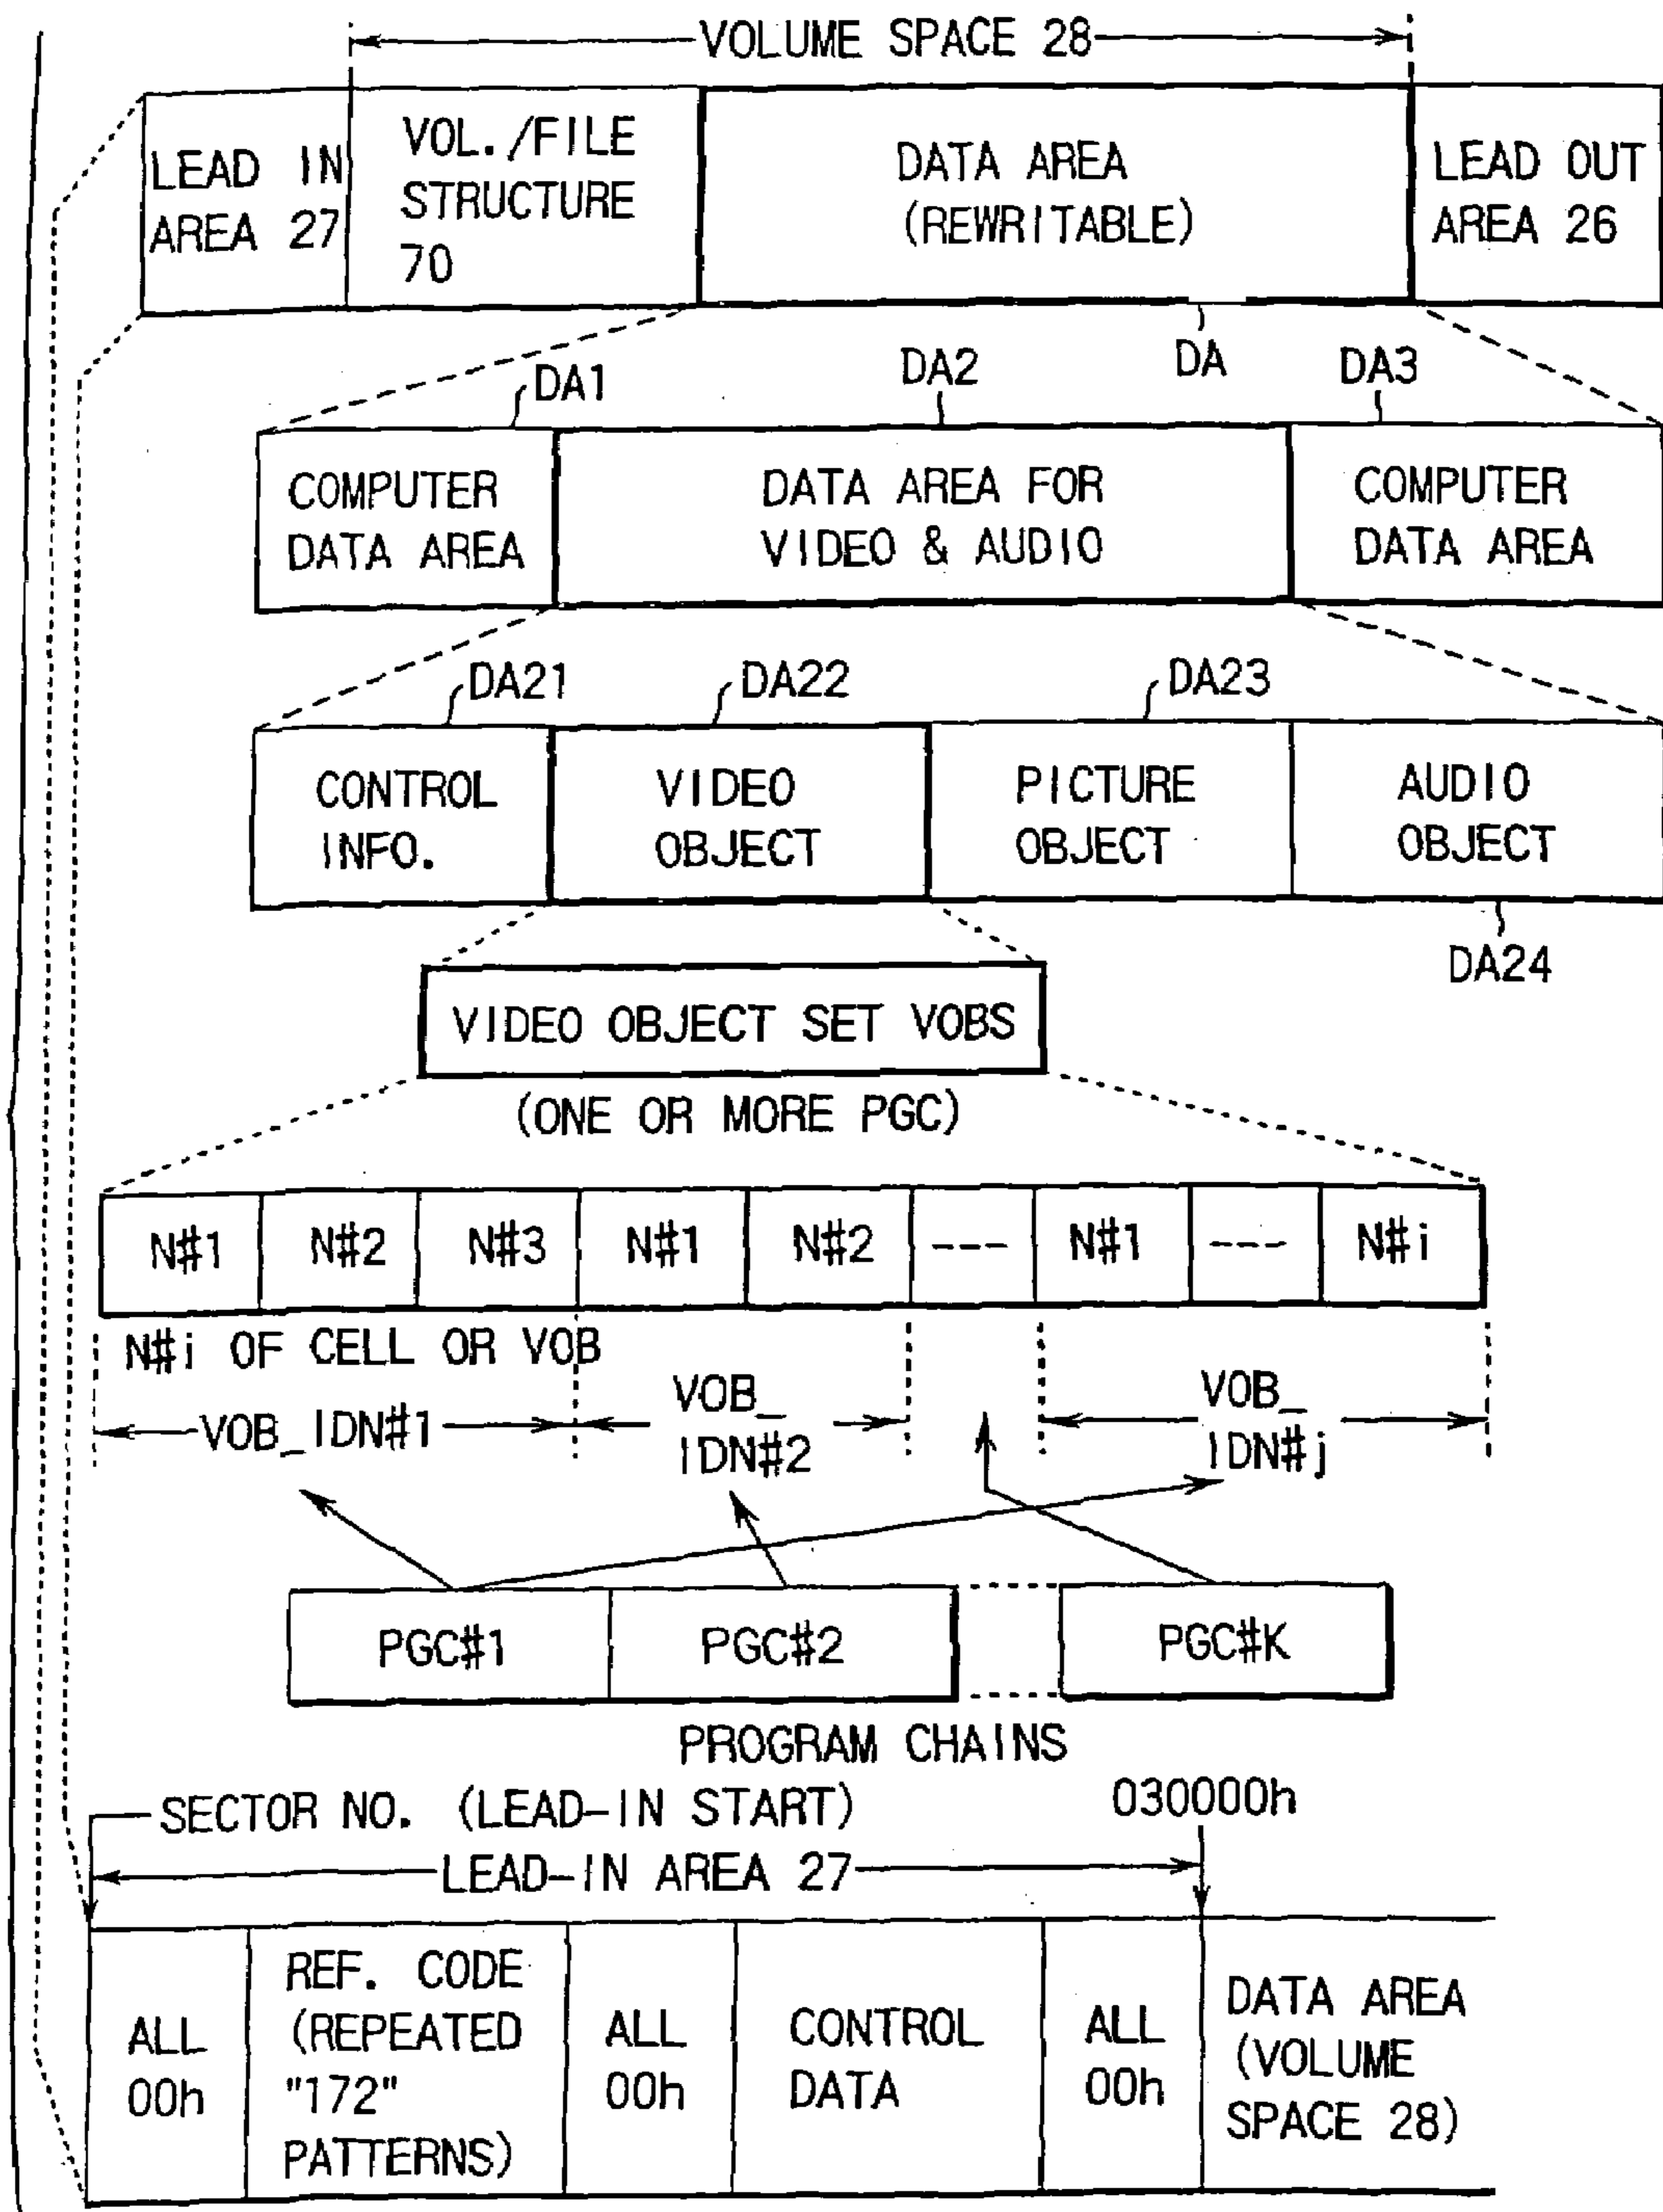 VOLUME SPACE 28
LEAD IN
AREA 27
VOL./FILE
STRUCTURE
70
DATA AREA
(REWRITABLE)
LEAD OUT
AREA 26
DA
DA1
DA2
DA3
COMPUTER
DATA AREA
DATA AREA FOR
VIDEO & AUDIO
COMPUTER
DATA AREA
DA21
DA22
DA23
CONTROL
INFO.
VIDEO
OBJECT
PICTURE
OBJECT
AUDIO
OBJECT
DA24
VIDEO OBJECT SET VOBS
(ONE OR MORE PGC)
N#1 N#2 N#3 N#1 N#2 --- N#1 --- N#i
N#i OF CELL OR VOB
VOB_IDN#1
VOB_
IDN#2
VOB_
IDN#j
PGC#1 PGC#2 PGC#K
PROGRAM CHAINS
SECTOR NO. (LEAD-IN START)
030000h
LEAD-IN AREA 27
ALL
00h
REF. CODE
(REPEATED
"172"
PATTERNS)
ALL
00h
CONTROL
DATA
ALL
00h
DATA AREA
(VOLUME
SPACE 28)